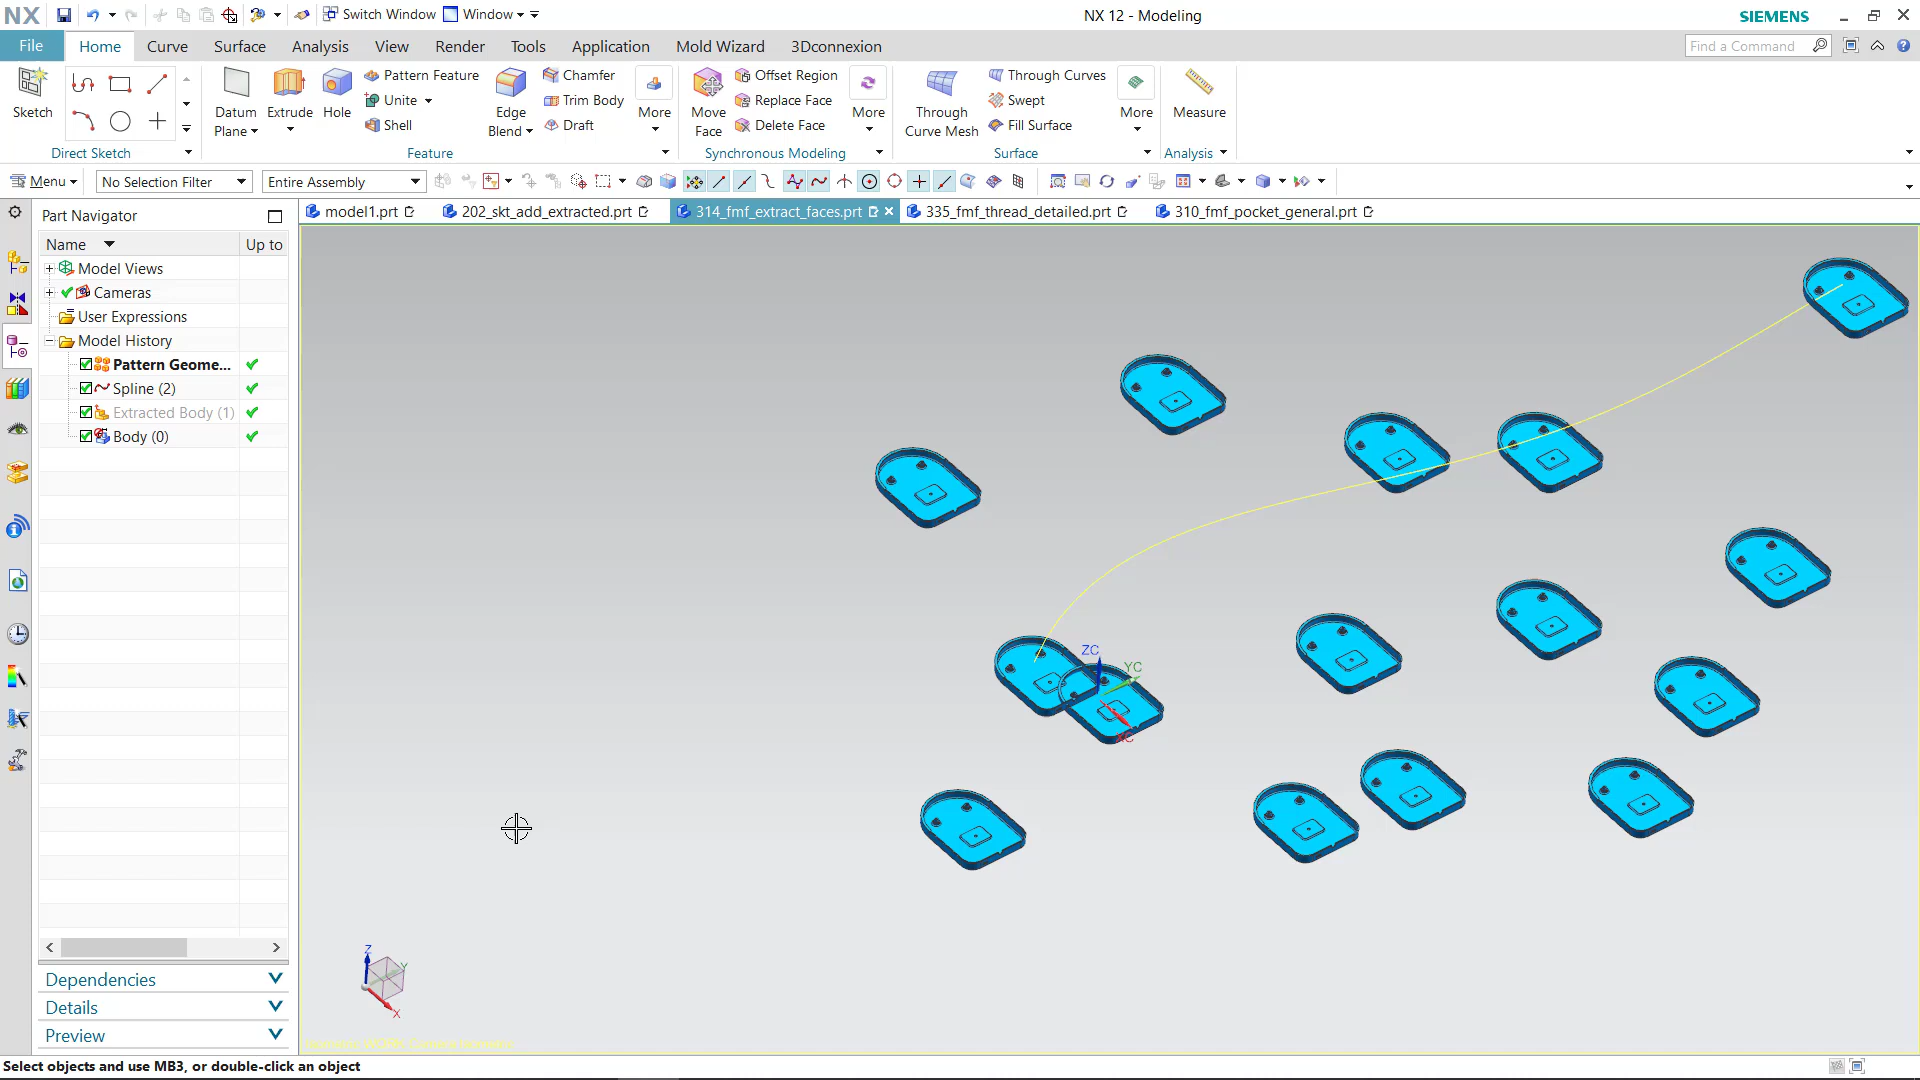 NX Switch Window Window NX 12 - Modeling SIEMENS
File Home Curve Surface Analysis View Render Tools Application Mold Wizard 3Dconnexion Find a Command
Pattern Feature Chamfer Offset Region Through Curves
Unite Trim Body Replace Face Swept
Shell Draft Delete Face Fill Surface
Sketch Datum Plane Extrude Hole Edge Blend More Move Face More Through Curve Mesh More Measure
Direct Sketch Feature Synchronous Modeling Surface Analysis
Menu No Selection Filter Entire Assembly
Part Navigator model1.prt 202_skt_add_extracted.prt 314_fmf_extract_faces.prt 335_fmf_thread_detailed.prt 310_fmf_pocket_general.prt
Name Up to
Model Views
Cameras
User Expressions
Model History
Pattern Geome...
Spline (2)
Extracted Body (1)
Body (0)
ZC
YC
XC
Z
Y
X
Dependencies
Details
Preview
Select objects and use MB3, or double-click an object